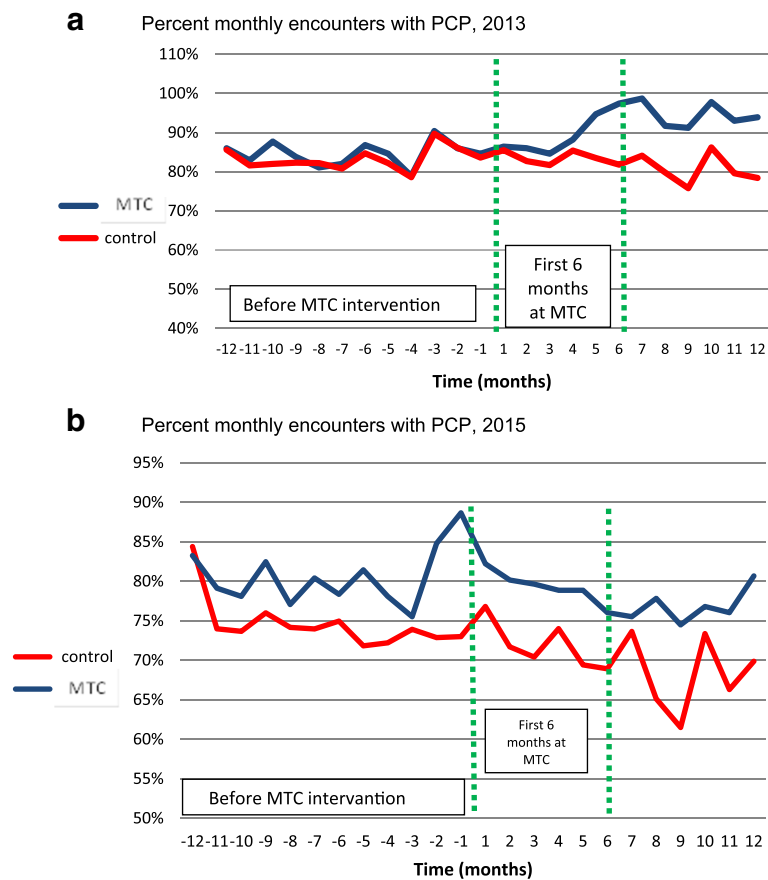 a
Percent monthly encounters with PCP, 2013
110%
100%
90%
80%
70%
60%
50%
40%
MTC
control
Before MTC intervention
First 6
months
at MTC
-12 -11 -10 -9 -8 -7 -6 -5 -4 -3 -2 -1 1 2 3 4 5 6 7 8 9 10 11 12
Time (months)
b
Percent monthly encounters with PCP, 2015
95%
90%
85%
80%
75%
70%
65%
60%
55%
50%
control
MTC
First 6
months at
MTC
Before MTC intervantion
-12 -11 -10 -9 -8 -7 -6 -5 -4 -3 -2 -1 1 2 3 4 5 6 7 8 9 10 11 12
Time (months)